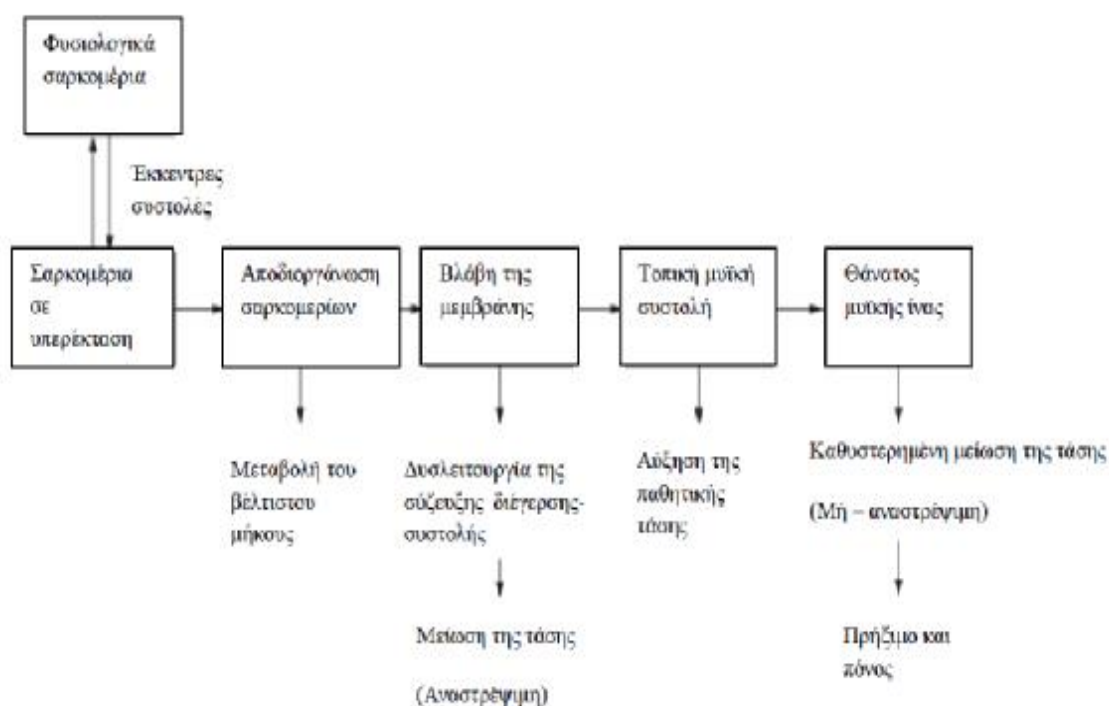 Φυσιολογικά
σαρκομέρια
Έκκεντρες
συστολές
Σαρκομέρια
σε
υπερέκταση
Αποδιοργάνωση
σαρκομερίων
Βλάβη της
μεμβράνης
Τοπική μυϊκή
συστολή
Θάνατος
μυϊκής ίνας
Μεταβολή του
βέλτιστου
μήκους
Δυσλειτουργία της
σύζευξης διέγερσης-
συστολής
Μείωση της τάσης
(Αναστρέψιμη)
Αύξηση της
παθητικής
τάσης
Καθυστερημένη μείωση της τάσης
(Μή – αναστρέψιμη)
Πρήξιμο και
πόνος